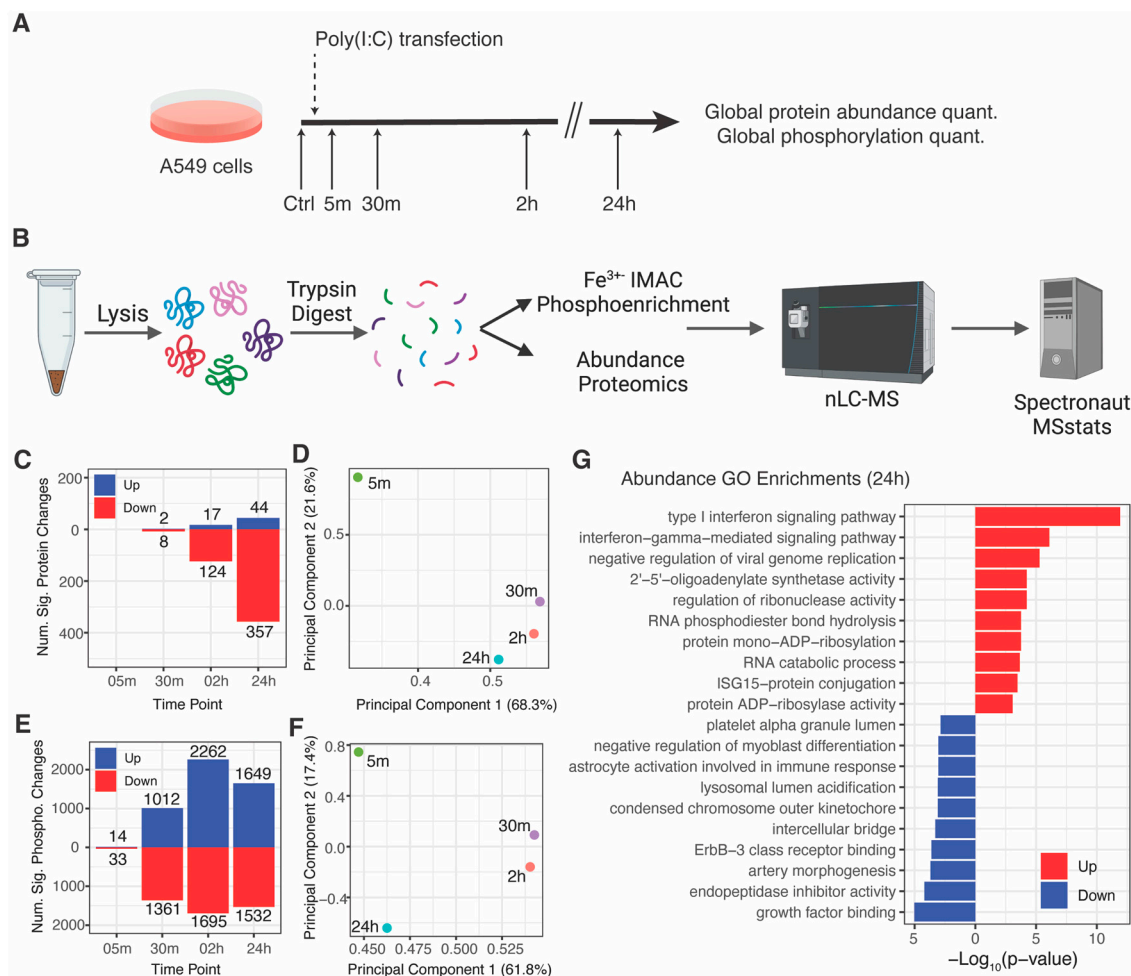 A
Poly(I:C) transfection
A549 cells
Ctrl 5m 30m 2h 24h
Global protein abundance quant.
Global phosphorylation quant.
B
Lysis
Trypsin
Digest
Fe3+- IMAC
Phosphoenrichment
Abundance
Proteomics
nLC-MS
Spectronaut
MSstats
C
Num. Sig. Protein Changes
200
0
200
400
Up
Down
2 17 44
8 124 357
05m 30m 02h 24h
Time Point
D
Principal Component 2 (21.6%)
0.5
0.0
5m
30m
2h
24h
0.4 0.5
Principal Component 1 (68.3%)
E
Num. Sig. Phospho. Changes
2000
1000
0
1000
2000
Up
Down
14 1012 2262 1649
33 1361 1695 1532
05m 30m 02h 24h
Time Point
F
Principal Component 2 (17.4%)
0.8
0.4
0.0
−0.4
5m
30m
2h
24h
0.450 0.475 0.500 0.525
Principal Component 1 (61.8%)
G
Abundance GO Enrichments (24h)
type I interferon signaling pathway
interferon−gamma−mediated signaling pathway
negative regulation of viral genome replication
2'−5'−oligoadenylate synthetase activity
regulation of ribonuclease activity
RNA phosphodiester bond hydrolysis
protein mono−ADP−ribosylation
RNA catabolic process
ISG15−protein conjugation
protein ADP−ribosylase activity
platelet alpha granule lumen
negative regulation of myoblast differentiation
astrocyte activation involved in immune response
lysosomal lumen acidification
condensed chromosome outer kinetochore
intercellular bridge
ErbB−3 class receptor binding
artery morphogenesis
endopeptidase inhibitor activity
growth factor binding
Up
Down
5 0 5 10
−Log10(p−value)